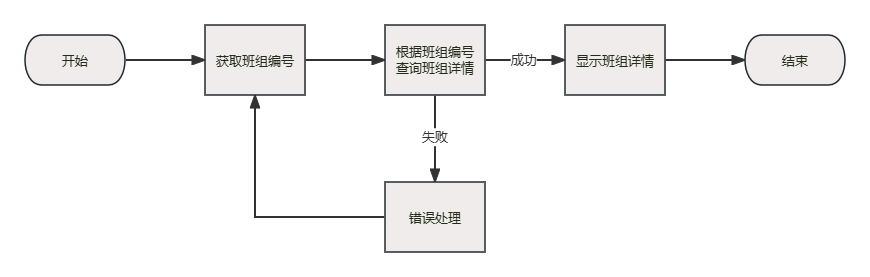 开始
获取班组编号
根据班组编号
查询班组详情
成功
显示班组详情
结束
失败
错误处理